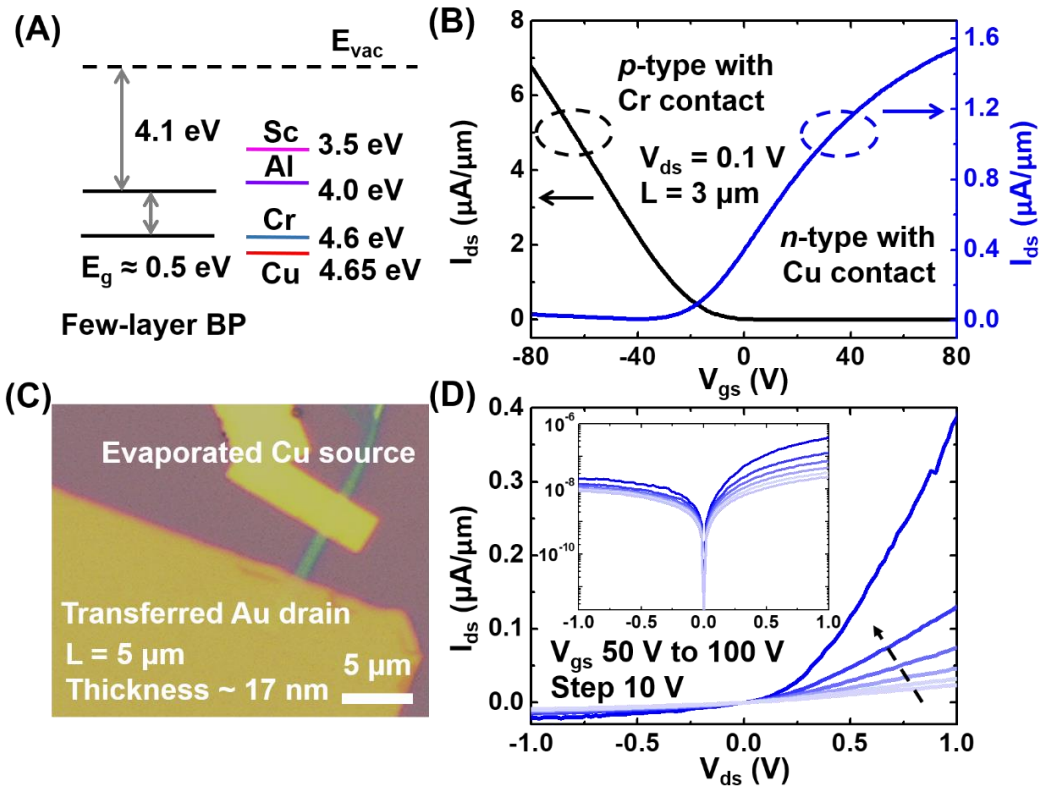 (A)
E_vac
4.1 eV
Sc
3.5 eV
Al
4.0 eV
Cr
4.6 eV
Cu
4.65 eV
E_g ≈ 0.5 eV
Few-layer BP
(B)
8
6
4
2
0
I_ds (µA/µm)
p-type with
Cr contact
V_ds = 0.1 V
L = 3 µm
n-type with
Cu contact
1.6
1.2
0.8
0.4
0.0
I_ds (µA/µm)
-80
-40
0
40
80
V_gs (V)
(C)
Evaporated Cu source
Transferred Au drain
L = 5 µm
Thickness ~ 17 nm
5 µm
(D)
0.4
0.3
0.2
0.1
0.0
I_ds (µA/µm)
10^-6
10^-8
10^-10
-1.0
-0.5
0.0
0.5
1.0
V_gs 50 V to 100 V
Step 10 V
-1.0
-0.5
0.0
0.5
1.0
V_ds (V)